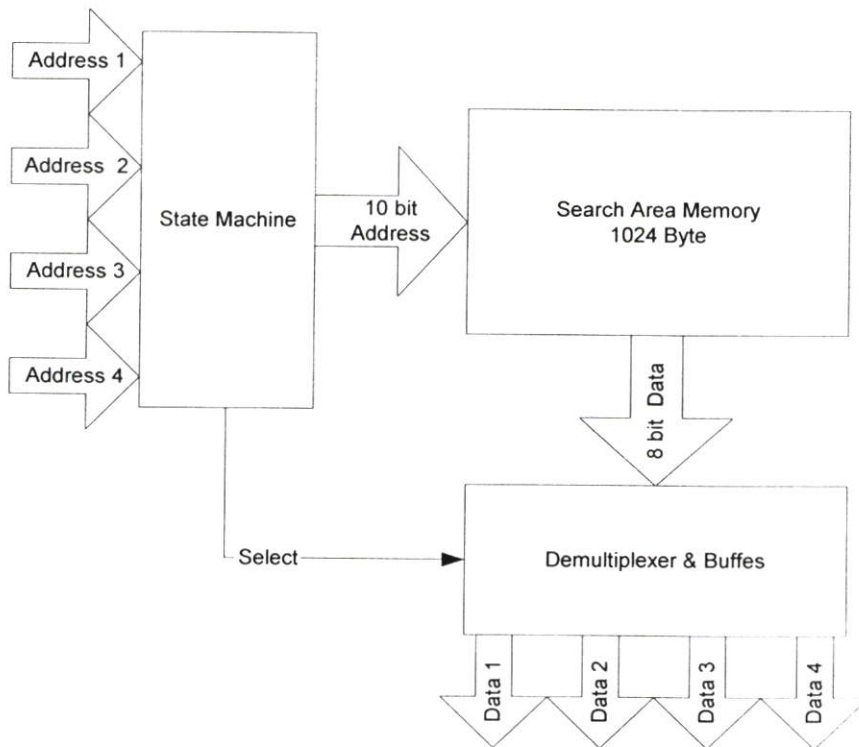 Address 1
Address 2
Address 3
Address 4
State Machine
10 bit
Address
Search Area Memory
1024 Byte
8 bit Data
Select
Demultiplexer & Buffes
Data 1
Data 2
Data 3
Data 4